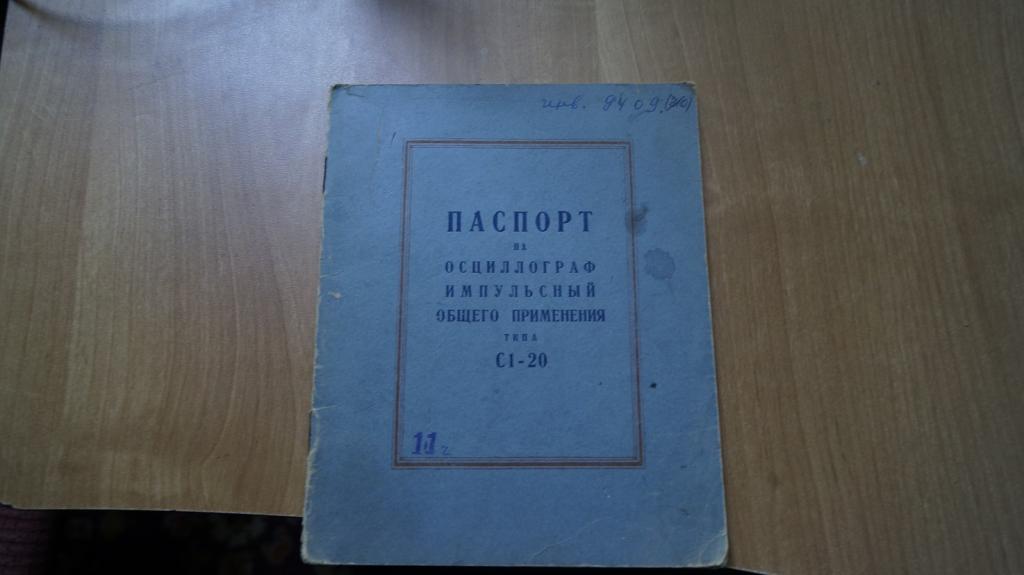 инв. 9409
ПАСПОРТ
НА
ОСЦИЛЛОГРАФ
ИМПУЛЬСНЫЙ
ОБЩЕГО ПРИМЕНЕНИЯ
ТИПА
С1-20
11